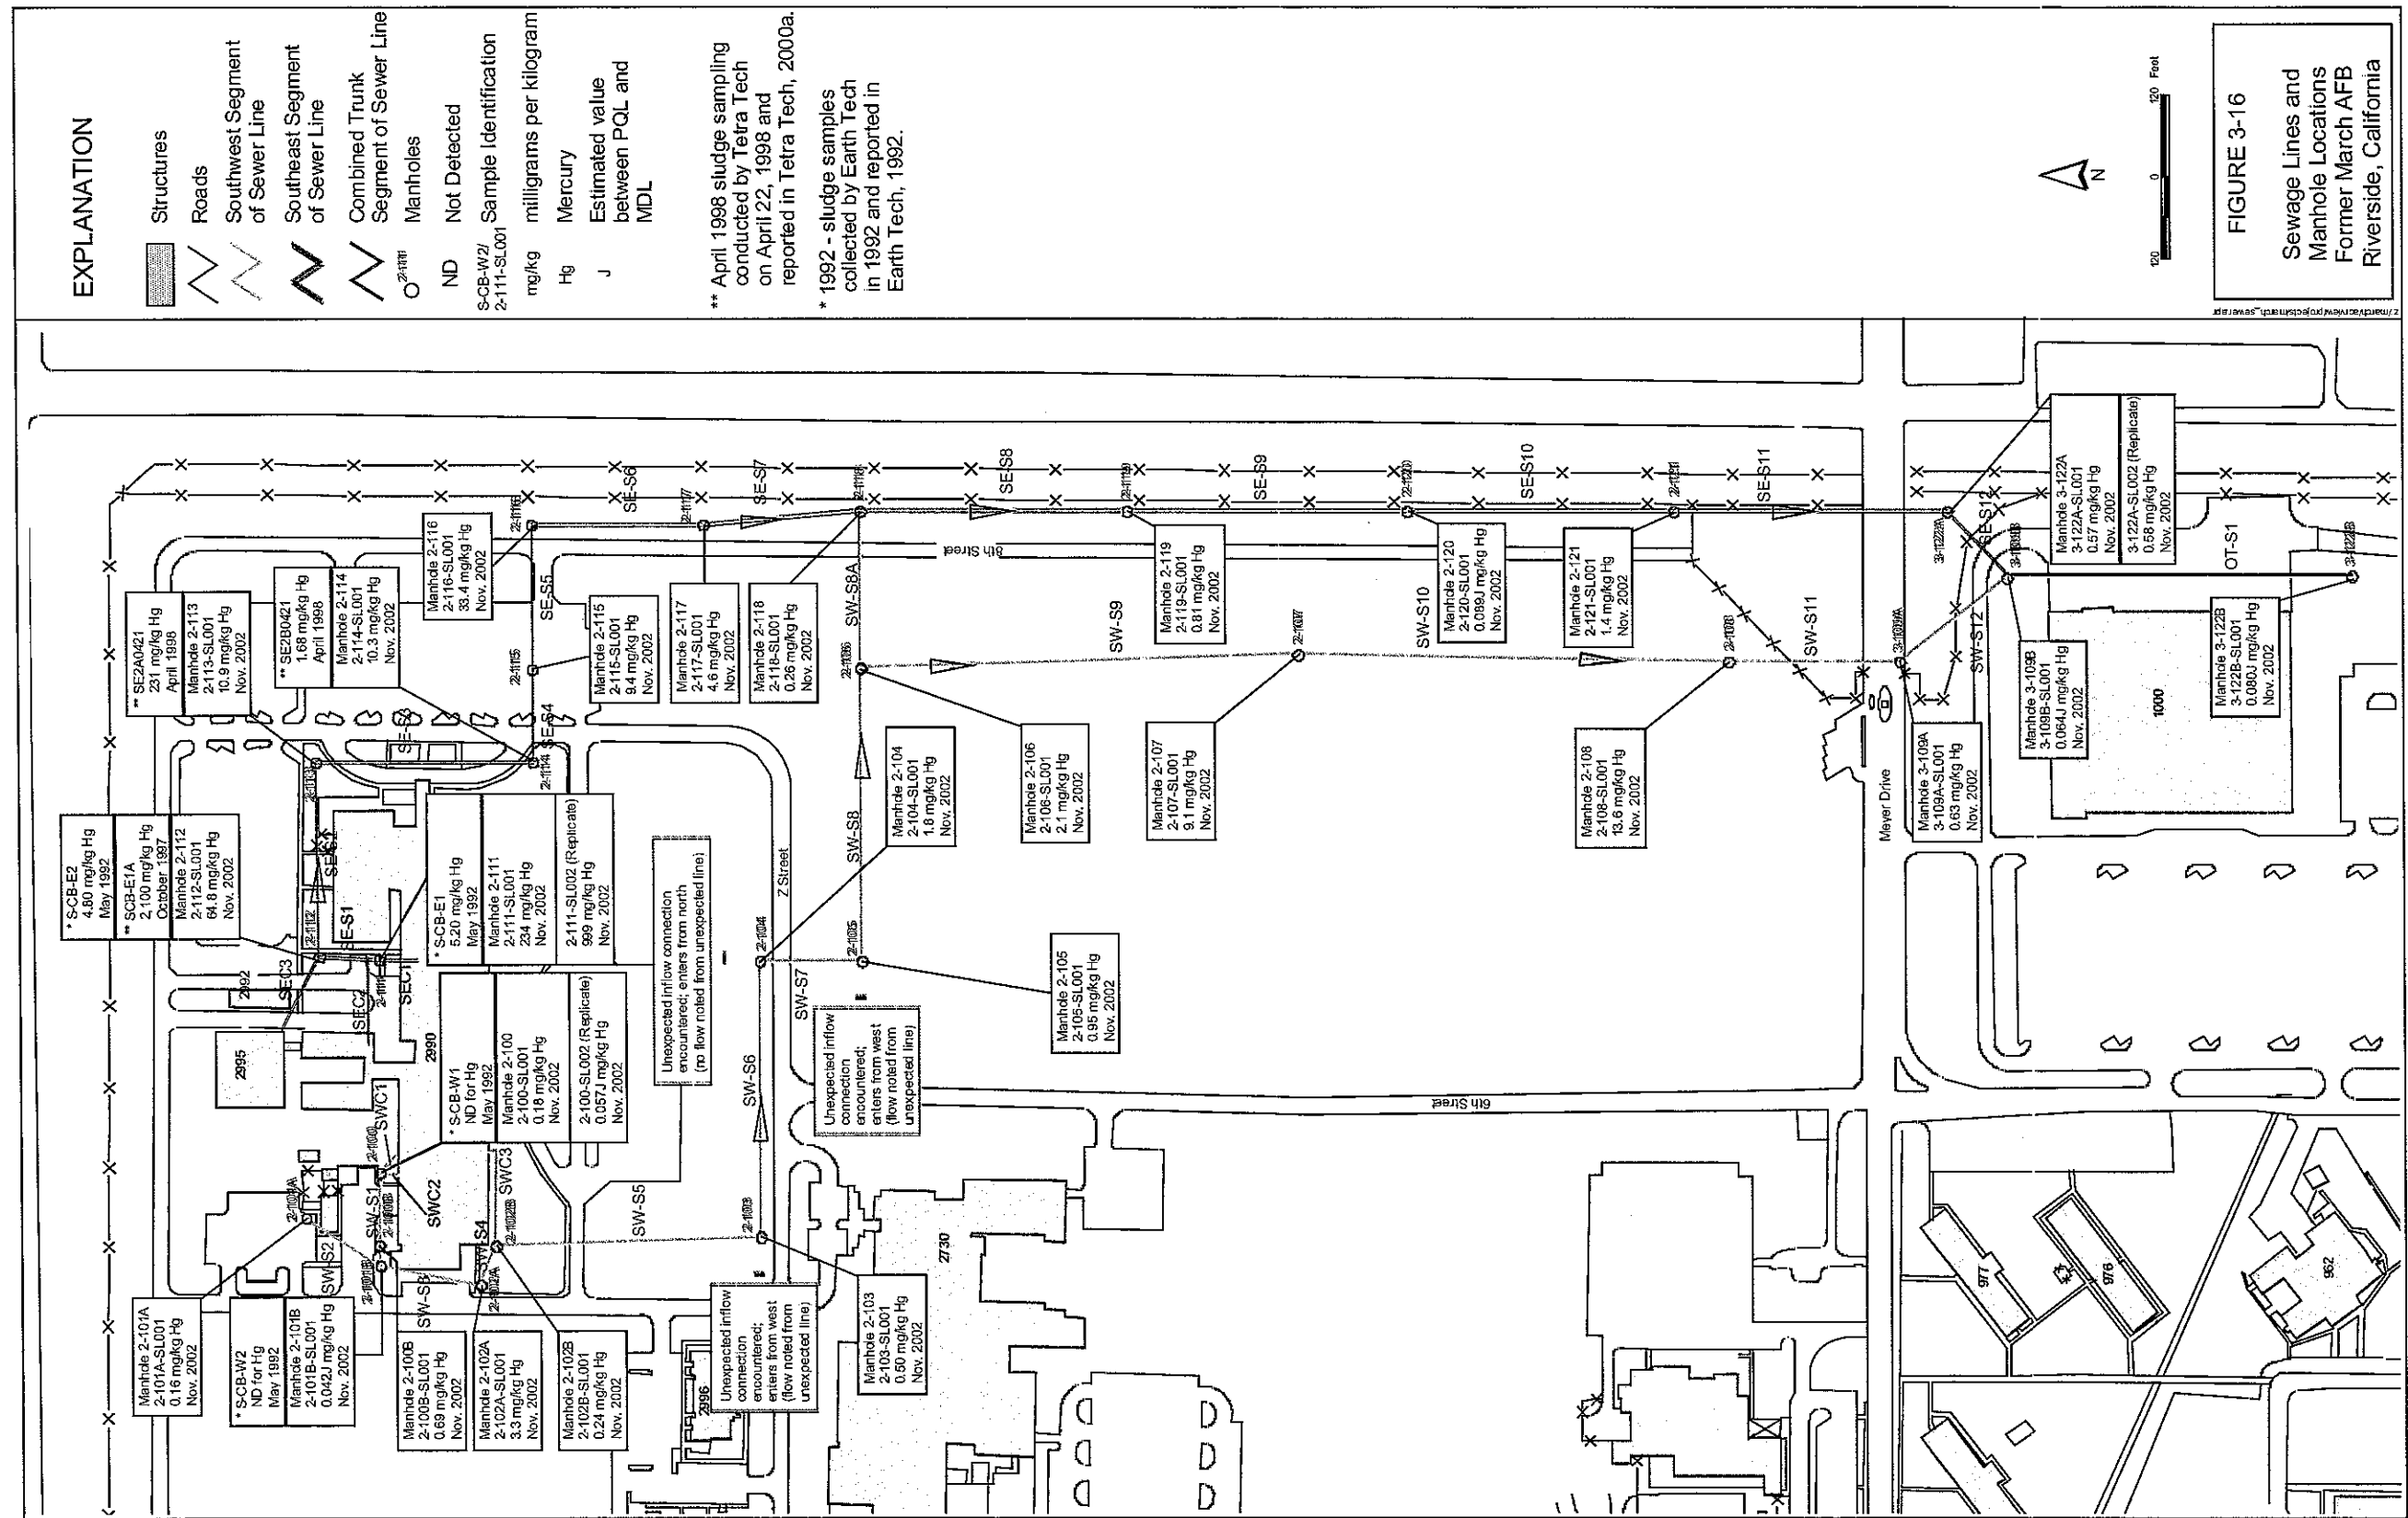 EXPLANATION
Structures
Roads
Southwest Segment
of Sewer Line
Southeast Segment
of Sewer Line
Combined Trunk
Segment of Sewer Line
Manholes
ND
Not Detected
S-CB-W2/
2-111-SL001
Sample Identification
mg/kg
milligrams per kilogram
Hg
Mercury
J
Estimated value
between PQL and
MDL
** April 1998 sludge sampling
conducted by Tetra Tech
on April 22, 1998 and
reported in Tetra Tech, 2000a.
* 1992 - sludge samples
collected by Earth Tech
in 1992 and reported in
Earth Tech, 1992.
N
120 0 120 Feet
FIGURE 3-16
Sewage Lines and
Manhole Locations
Former March AFB
Riverside, California
* S-CB-E2
4.80 mg/kg Hg
May 1992
** SCB-E1A
2,100 mg/kg Hg
October 1997
Manhole 2-112
2-112-SL001
64.8 mg/kg Hg
Nov. 2002
** SE2A0421
231 mg/kg Hg
April 1998
Manhole 2-113
2-113-SL001
10.9 mg/kg Hg
Nov. 2002
** SE2B0421
1.68 mg/kg Hg
April 1998
Manhole 2-114
2-114-SL001
10.3 mg/kg Hg
Nov. 2002
Manhole 2-116
2-116-SL001
33.4 mg/kg Hg
Nov. 2002
Manhole 2-115
2-115-SL001
9.4 mg/kg Hg
Nov. 2002
Manhole 2-117
2-117-SL001
4.6 mg/kg Hg
Nov. 2002
Manhole 2-118
2-118-SL001
0.26 mg/kg Hg
Nov. 2002
Manhole 2-119
2-119-SL001
0.81 mg/kg Hg
Nov. 2002
Manhole 2-120
2-120-SL001
0.089J mg/kg Hg
Nov. 2002
Manhole 2-121
2-121-SL001
1.4 mg/kg Hg
Nov. 2002
Manhole 3-122A
3-122A-SL001
0.57 mg/kg Hg
Nov. 2002
3-122A-SL002 (Replicate)
0.58 mg/kg Hg
Nov. 2002
Manhole 3-109B
3-109B-SL001
0.064J mg/kg Hg
Nov. 2002
Manhole 3-122B
3-122B-SL001
0.080J mg/kg Hg
Nov. 2002
Manhole 3-109A
3-109A-SL001
0.63 mg/kg Hg
Nov. 2002
* S-CB-E1
5.20 mg/kg Hg
May 1992
Manhole 2-111
2-111-SL001
234 mg/kg Hg
Nov. 2002
2-111-SL002 (Replicate)
999 mg/kg Hg
Nov. 2002
* S-CB-W1
ND for Hg
May 1992
Manhole 2-100
2-100-SL001
0.18 mg/kg Hg
Nov. 2002
2-100-SL002 (Replicate)
0.057J mg/kg Hg
Nov. 2002
Unexpected inflow connection
encountered; enters from north
(no flow noted from unexpected line)
Manhole 2-104
2-104-SL001
1.8 mg/kg Hg
Nov. 2002
Manhole 2-106
2-106-SL001
2.1 mg/kg Hg
Nov. 2002
Manhole 2-107
2-107-SL001
9.1 mg/kg Hg
Nov. 2002
Manhole 2-108
2-108-SL001
13.6 mg/kg Hg
Nov. 2002
Manhole 2-105
2-105-SL001
0.95 mg/kg Hg
Nov. 2002
Unexpected inflow
connection
encountered;
enters from west
(flow noted from
unexpected line)
Manhole 2-101A
2-101A-SL001
0.16 mg/kg Hg
Nov. 2002
* S-CB-W2
ND for Hg
May 1992
Manhole 2-101B
2-101B-SL001
0.042J mg/kg Hg
Nov. 2002
Manhole 2-100B
2-100B-SL001
0.69 mg/kg Hg
Nov. 2002
Manhole 2-102A
2-102A-SL001
3.3 mg/kg Hg
Nov. 2002
Manhole 2-102B
2-102B-SL001
0.24 mg/kg Hg
Nov. 2002
Unexpected inflow
connection
encountered;
enters from west
(flow noted from
unexpected line)
Manhole 2-103
2-103-SL001
0.50 mg/kg Hg
Nov. 2002
SE-S1
SE-S3
SE-S4
SE-S5
SE-S6
SE-S7
SE-S8
SE-S9
SE-S10
SE-S11
SE-S12
OT-S1
SEC1
SEC2
SEC3
SWC1
SWC2
SWC3
SW-S1
SW-S2
SW-S3
SW-S4
SW-S5
SW-S6
SW-S7
SW-S8
SW-S8A
SW-S9
SW-S10
SW-S11
SW-S12
8th Street
6th Street
Z Street
Meyer Drive
2995
2992
2990
2996
2730
1000
977
976
962